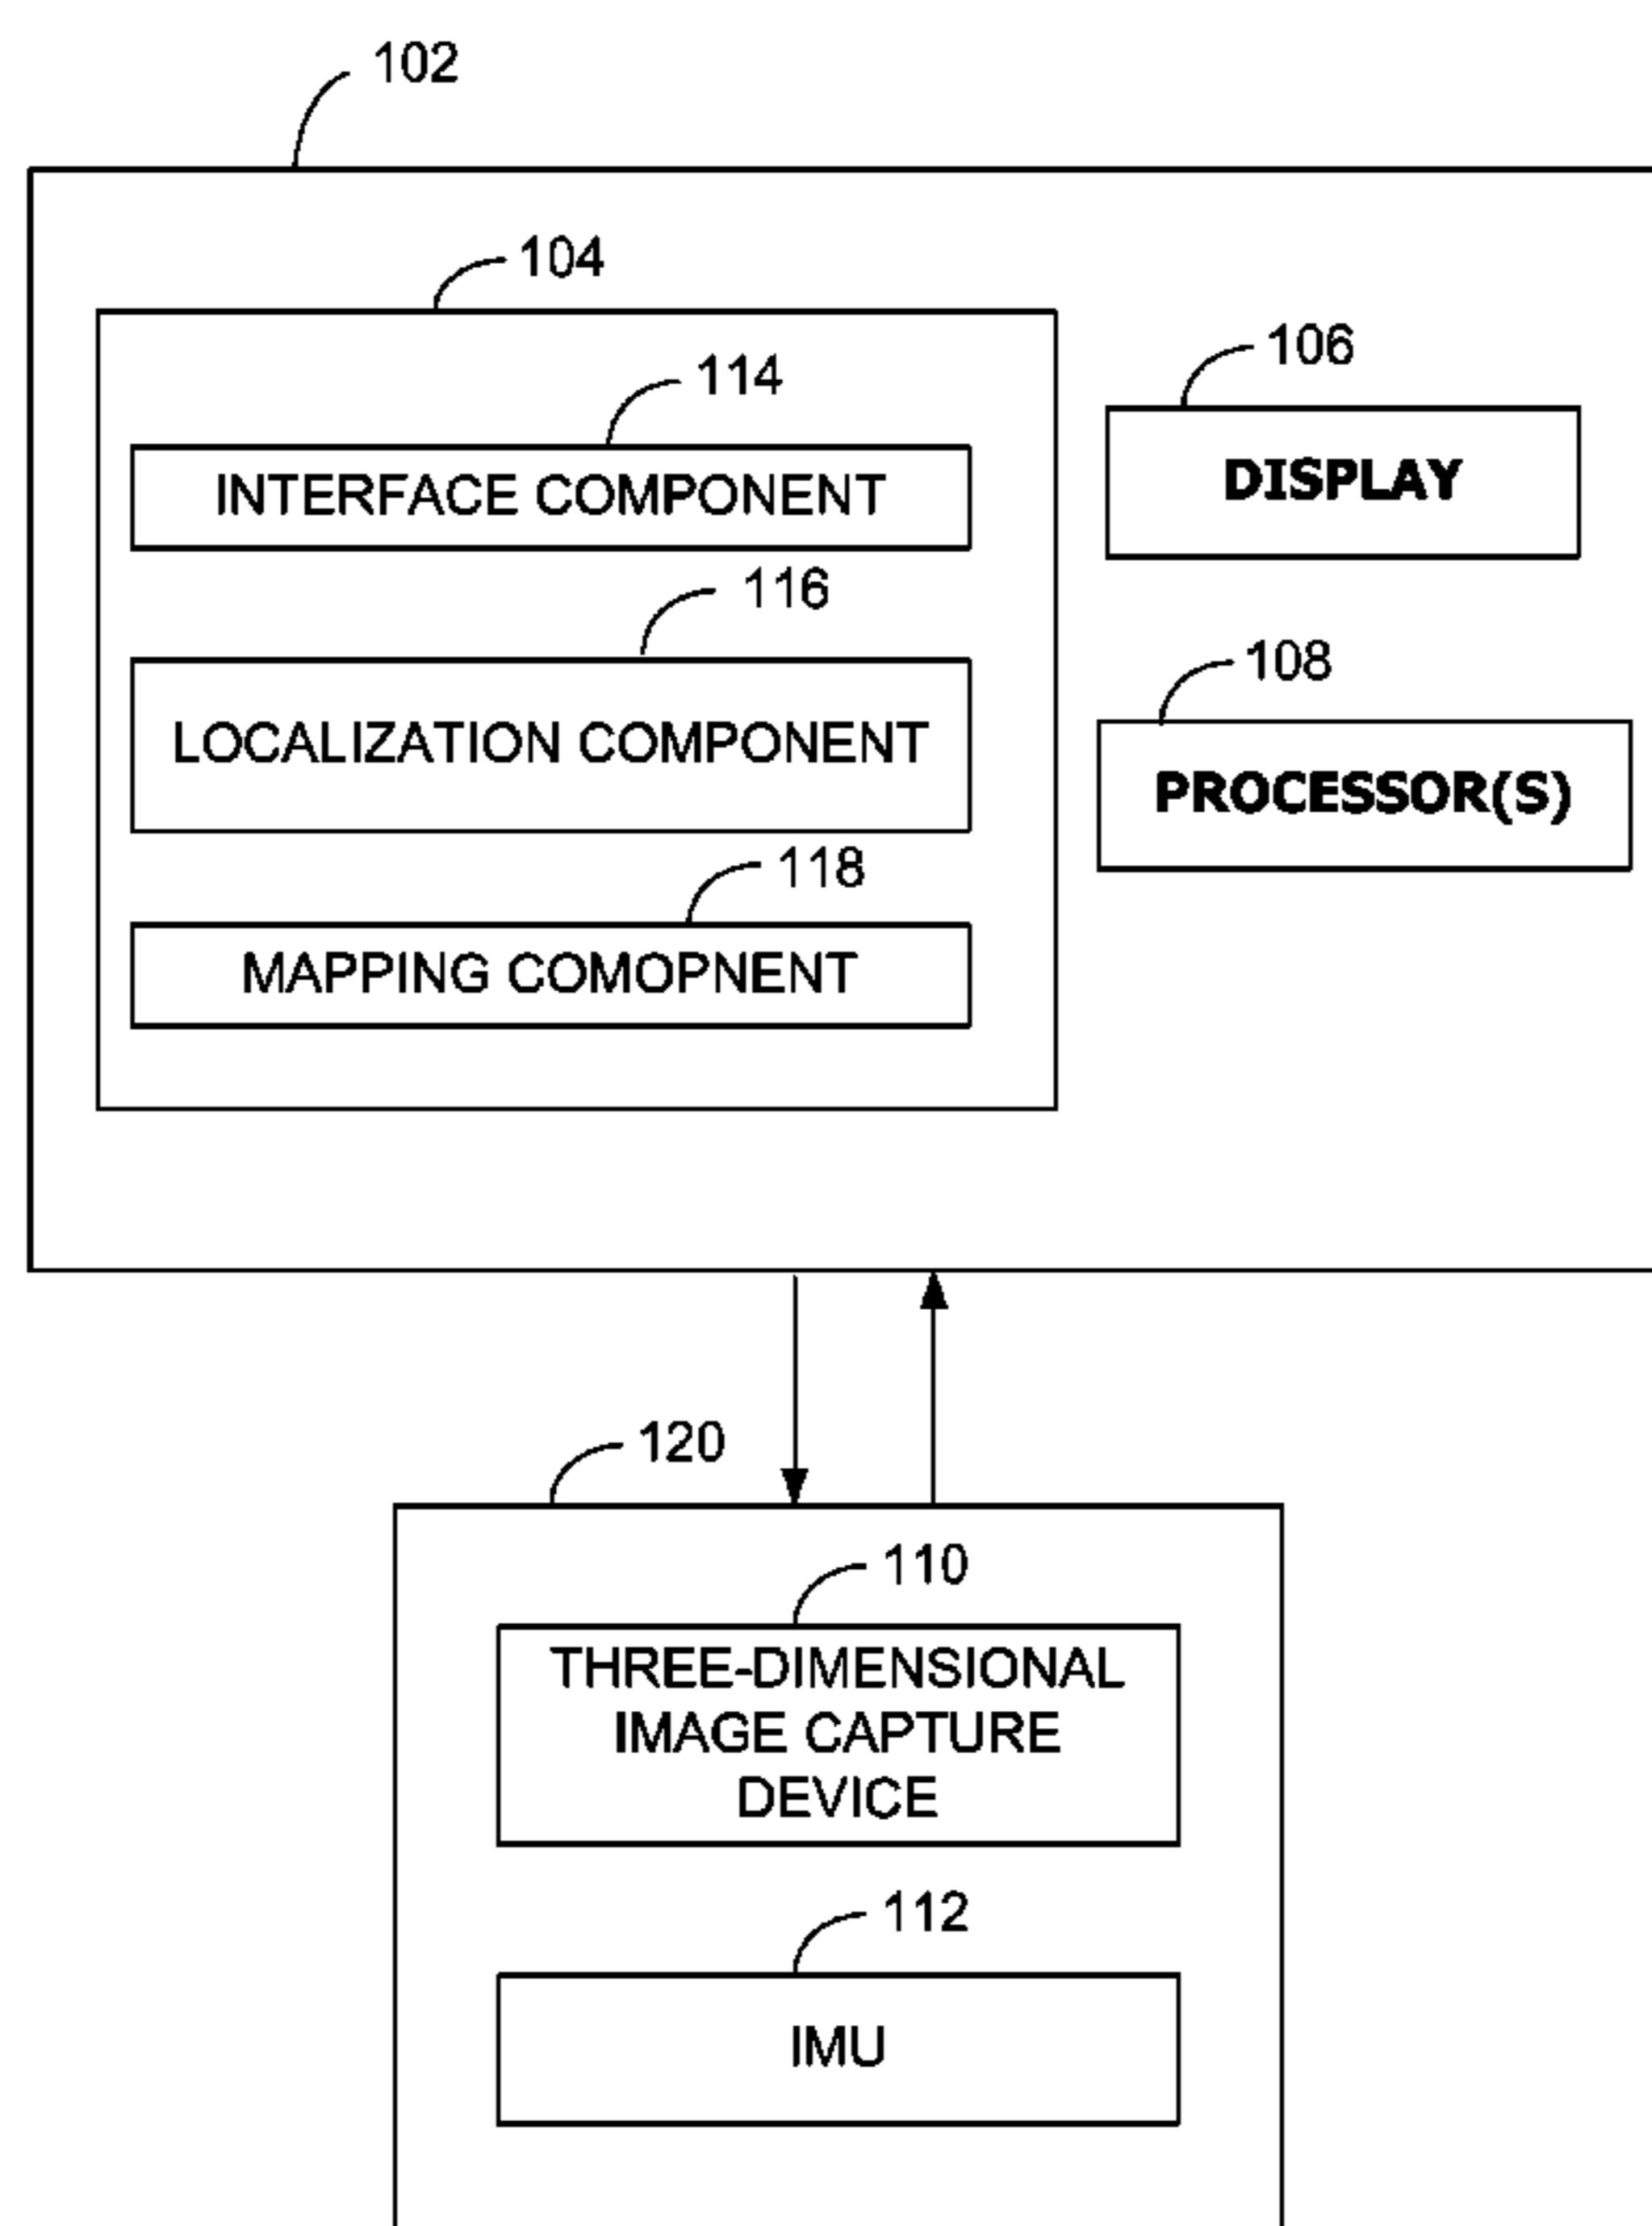 102
104
114
INTERFACE COMPONENT
106
DISPLAY
116
LOCALIZATION COMPONENT
108
PROCESSOR(S)
118
MAPPING COMOPNENT
120
110
THREE-DIMENSIONAL
IMAGE CAPTURE
DEVICE
112
IMU